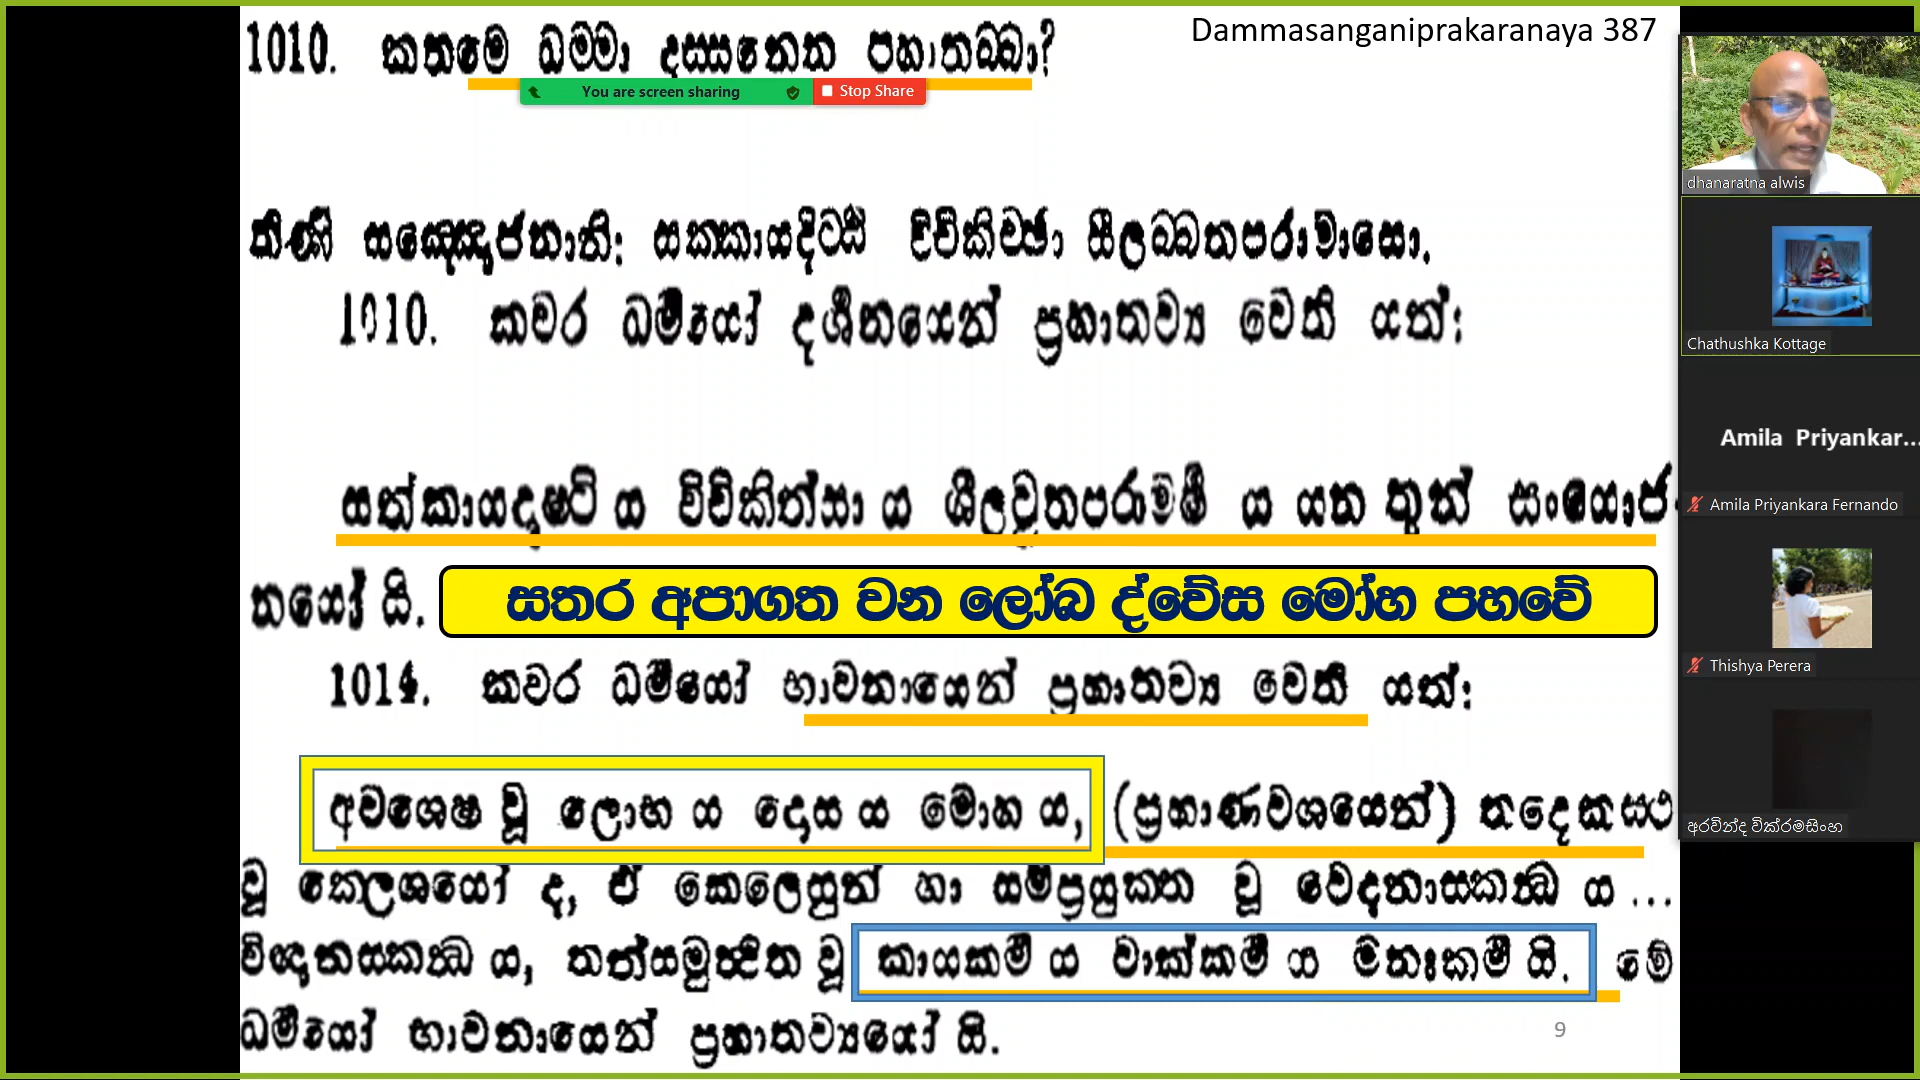 Dammasanganiprakaranaya 387
1010. කතමෙ ධම්මා දස්සනෙන පහාතබ්බා?
You are screen sharing
Stop Share
තීණි සඤ්ඤොජනානි: සක්කායදිට්ඨි විචිකිච්ඡා සීලබ්බතපරාමාසො.
1010. කවර ධර්මයෝ දර්ශනයෙන් ප්‍රහාතව්‍ය වෙති යත්:
සත්කායදෘෂ්ටි ය විචිකිත්සා ය ශීලව්‍රතපරාමර්ශ ය යන තුන් සංයෝජ-
නයෝ යි.
සතර අපාගත වන ලෝබ ද්වේස මෝහ පහවේ
1014. කවර ධර්මයෝ භාවනායෙන් ප්‍රහාතව්‍ය වෙති යත්:
අවශෙෂ වූ ලොභ ය දොස ය මොහ ය, (ප්‍රහාණවශයෙන්) තදෙකස්ථ
වූ ක්ලෙශයෝ ද, ඒ කෙලෙසුන් හා සම්ප්‍රයුක්ත වූ වේදනාස්කන්ධ ය ...
විඥානස්කන්ධ ය, තත්සමුත්ථිත වූ කායකර්ම ය වාක්කර්ම ය මනඃකර්ම යි. මේ
ධර්මයෝ භාවනායෙන් ප්‍රහාතව්‍යයෝ යි.
9
dhanaratna alwis
Chathushka Kottage
Amila Priyankar...
Amila Priyankara Fernando
Thishya Perera
අරවින්ද වික්රමසිංහ